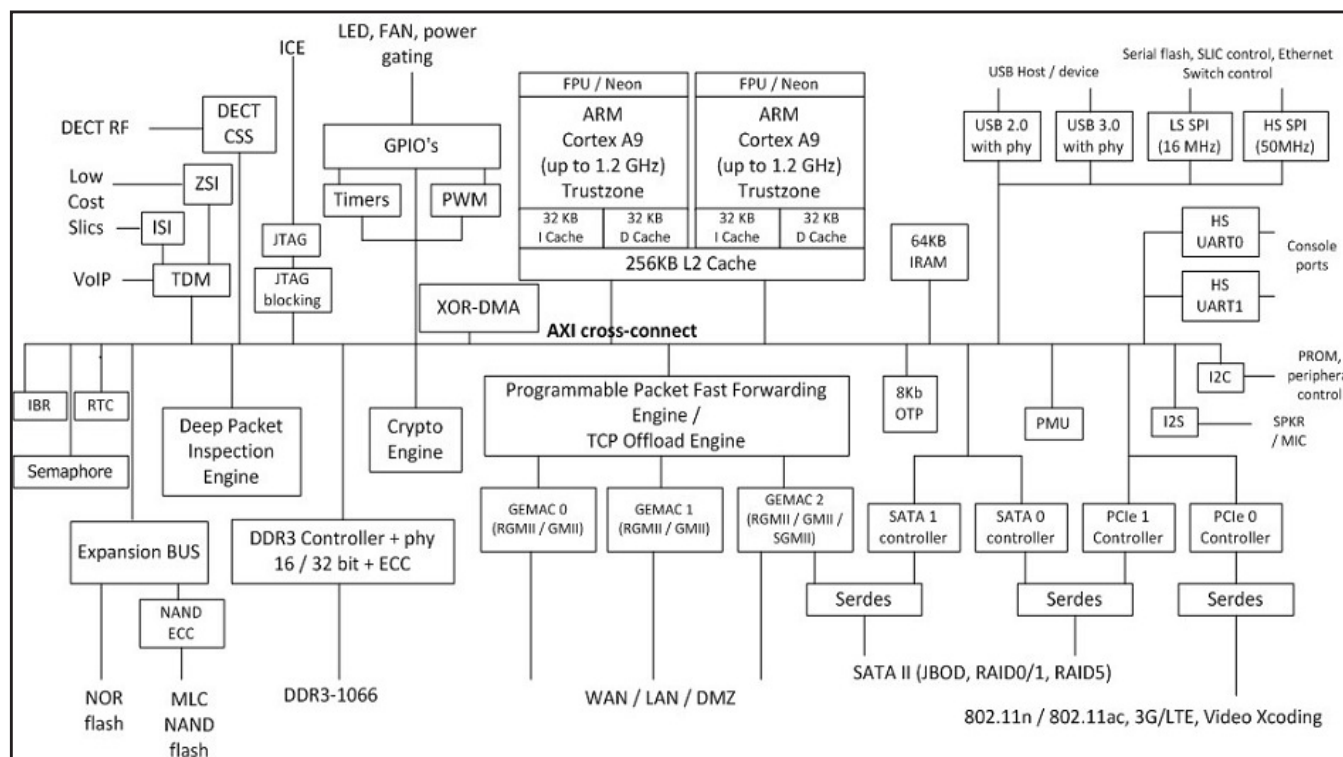 LED, FAN, power
gating
ICE
Serial flash, SLIC control, Ethernet
Switch control
USB Host / device
DECT RF
DECT
CSS
GPIO's
Timers
PWM
FPU / Neon
ARM
Cortex A9
(up to 1.2 GHz)
Trustzone
32 KB
I Cache
32 KB
D Cache
FPU / Neon
ARM
Cortex A9
(up to 1.2 GHz)
Trustzone
32 KB
I Cache
32 KB
D Cache
256KB L2 Cache
USB 2.0
with phy
USB 3.0
with phy
LS SPI
(16 MHz)
HS SPI
(50MHz)
Low
Cost
Slics
ZSI
ISI
VoIP
TDM
JTAG
JTAG
blocking
64KB
IRAM
HS
UART0
HS
UART1
Console
ports
XOR-DMA
AXI cross-connect
IBR
RTC
Semaphore
Deep Packet
Inspection
Engine
Crypto
Engine
Programmable Packet Fast Forwarding
Engine /
TCP Offload Engine
8Kb
OTP
PMU
I2S
I2C
PROM,
peripheral
control
SPKR
/ MIC
Expansion BUS
NAND
ECC
DDR3 Controller + phy
16 / 32 bit + ECC
GEMAC 0
(RGMII / GMII)
GEMAC 1
(RGMII / GMII)
GEMAC 2
(RGMII / GMII /
SGMII)
SATA 1
controller
SATA 0
controller
PCIe 1
Controller
PCIe 0
Controller
Serdes
Serdes
Serdes
NOR
flash
MLC
NAND
flash
DDR3-1066
WAN / LAN / DMZ
SATA II (JBOD, RAID0/1, RAID5)
802.11n / 802.11ac, 3G/LTE, Video Xcoding